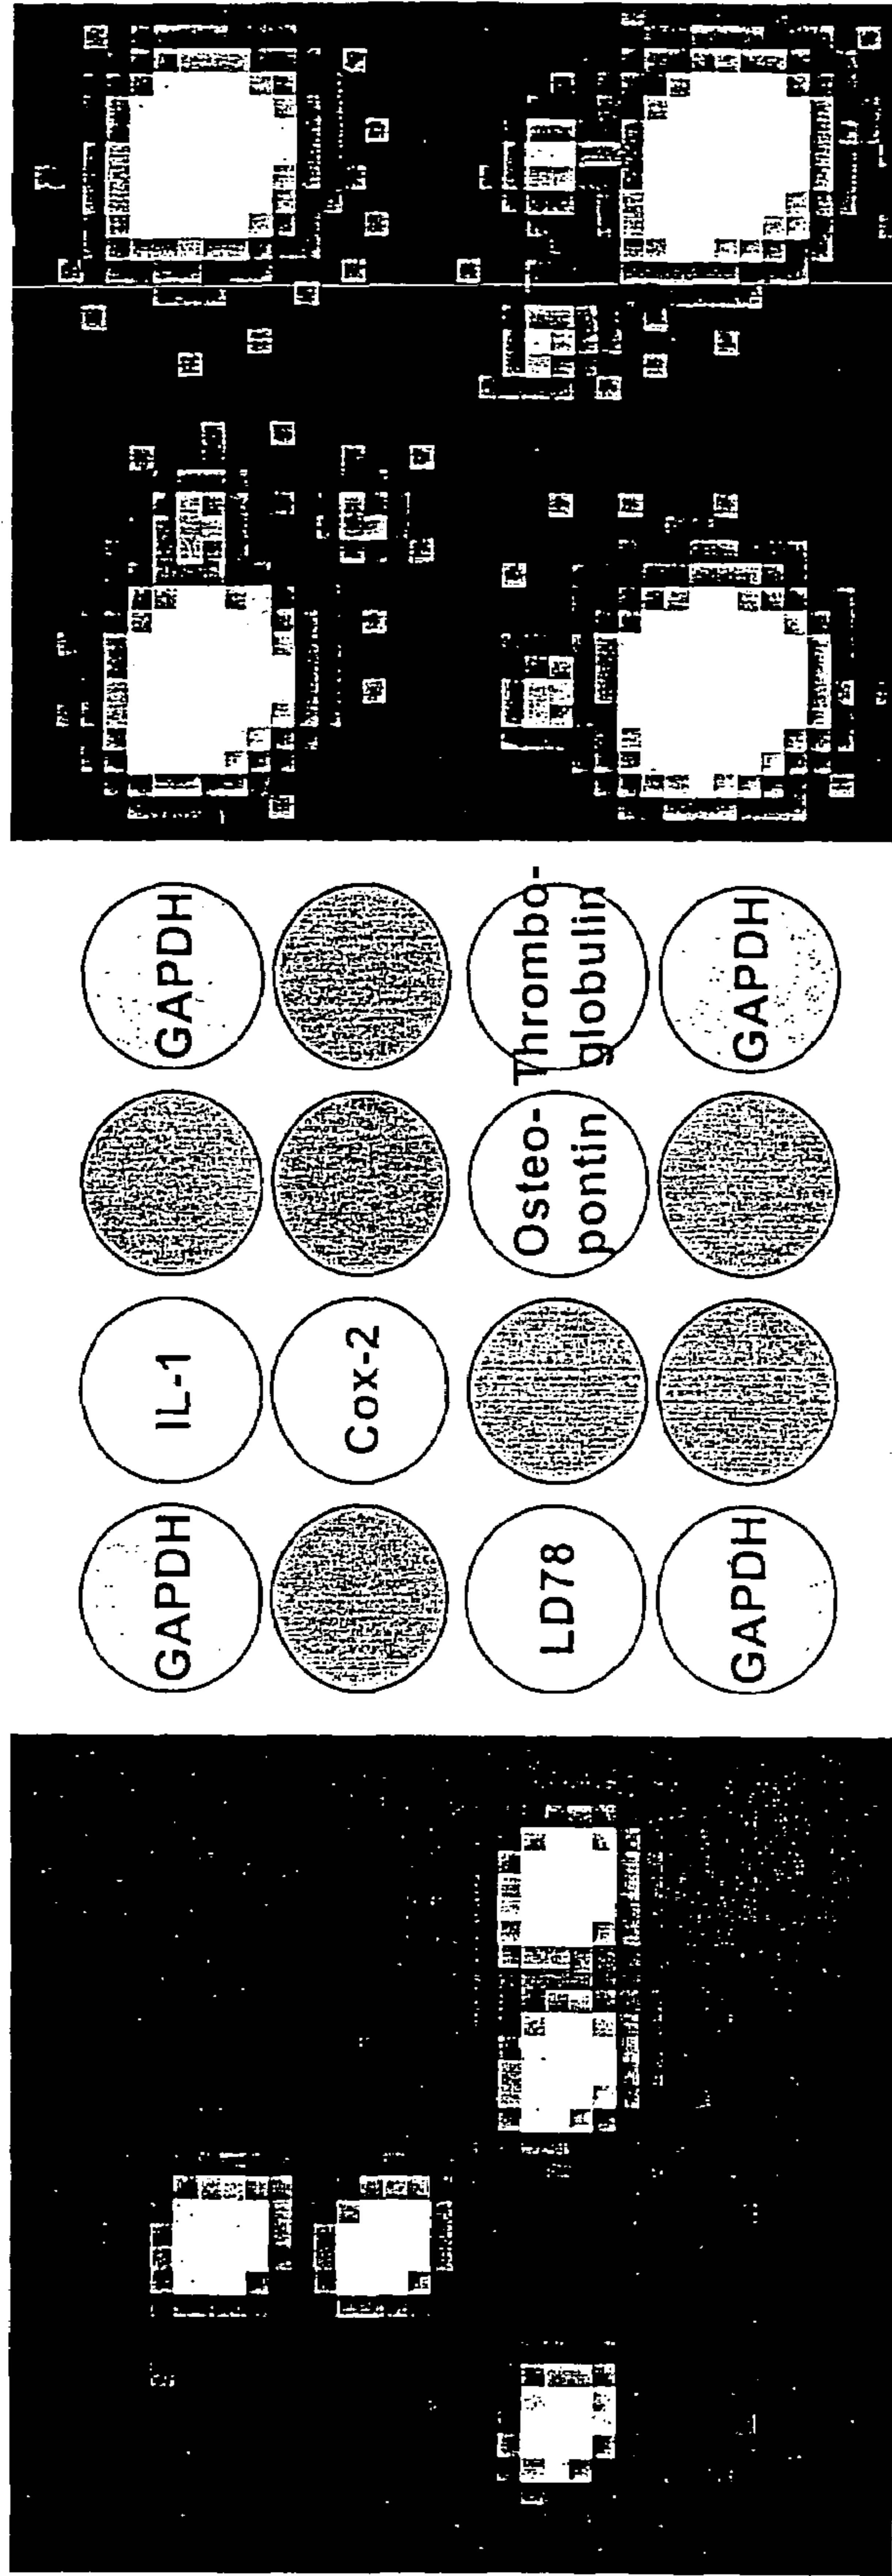 GAPDH
IL-1
GAPDH
Cox-2
LD78
Osteo-
pontin
Thrombo-
globulin
GAPDH
GAPDH